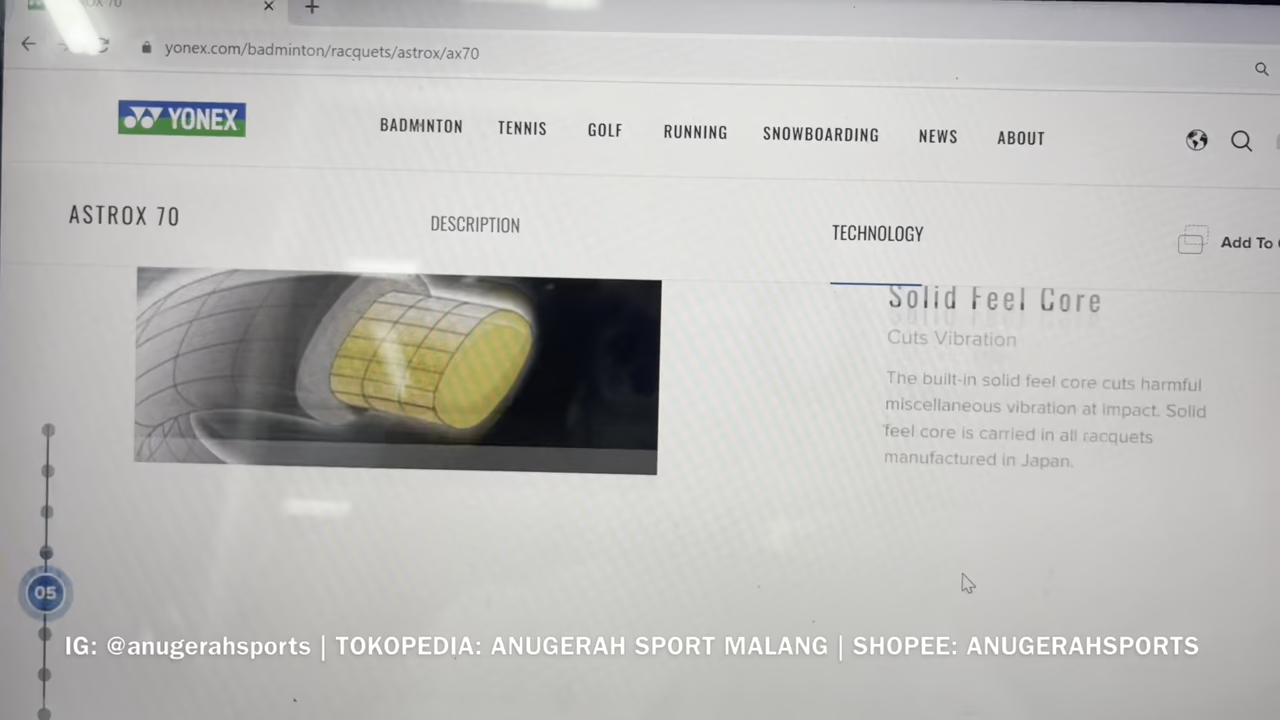 OX 70
yonex.com/badminton/racquets/astrox/ax70
YONEX
BADMINTON TENNIS GOLF RUNNING SNOWBOARDING NEWS ABOUT
ASTROX 70 DESCRIPTION TECHNOLOGY Add To
Solid Feel Core
Cuts Vibration
The built-in solid feel core cuts harmful
miscellaneous vibration at impact. Solid
feel core is carried in all racquets
manufactured in Japan.
05
IG: @anugerahsports | TOKOPEDIA: ANUGERAH SPORT MALANG | SHOPEE: ANUGERAHSPORTS